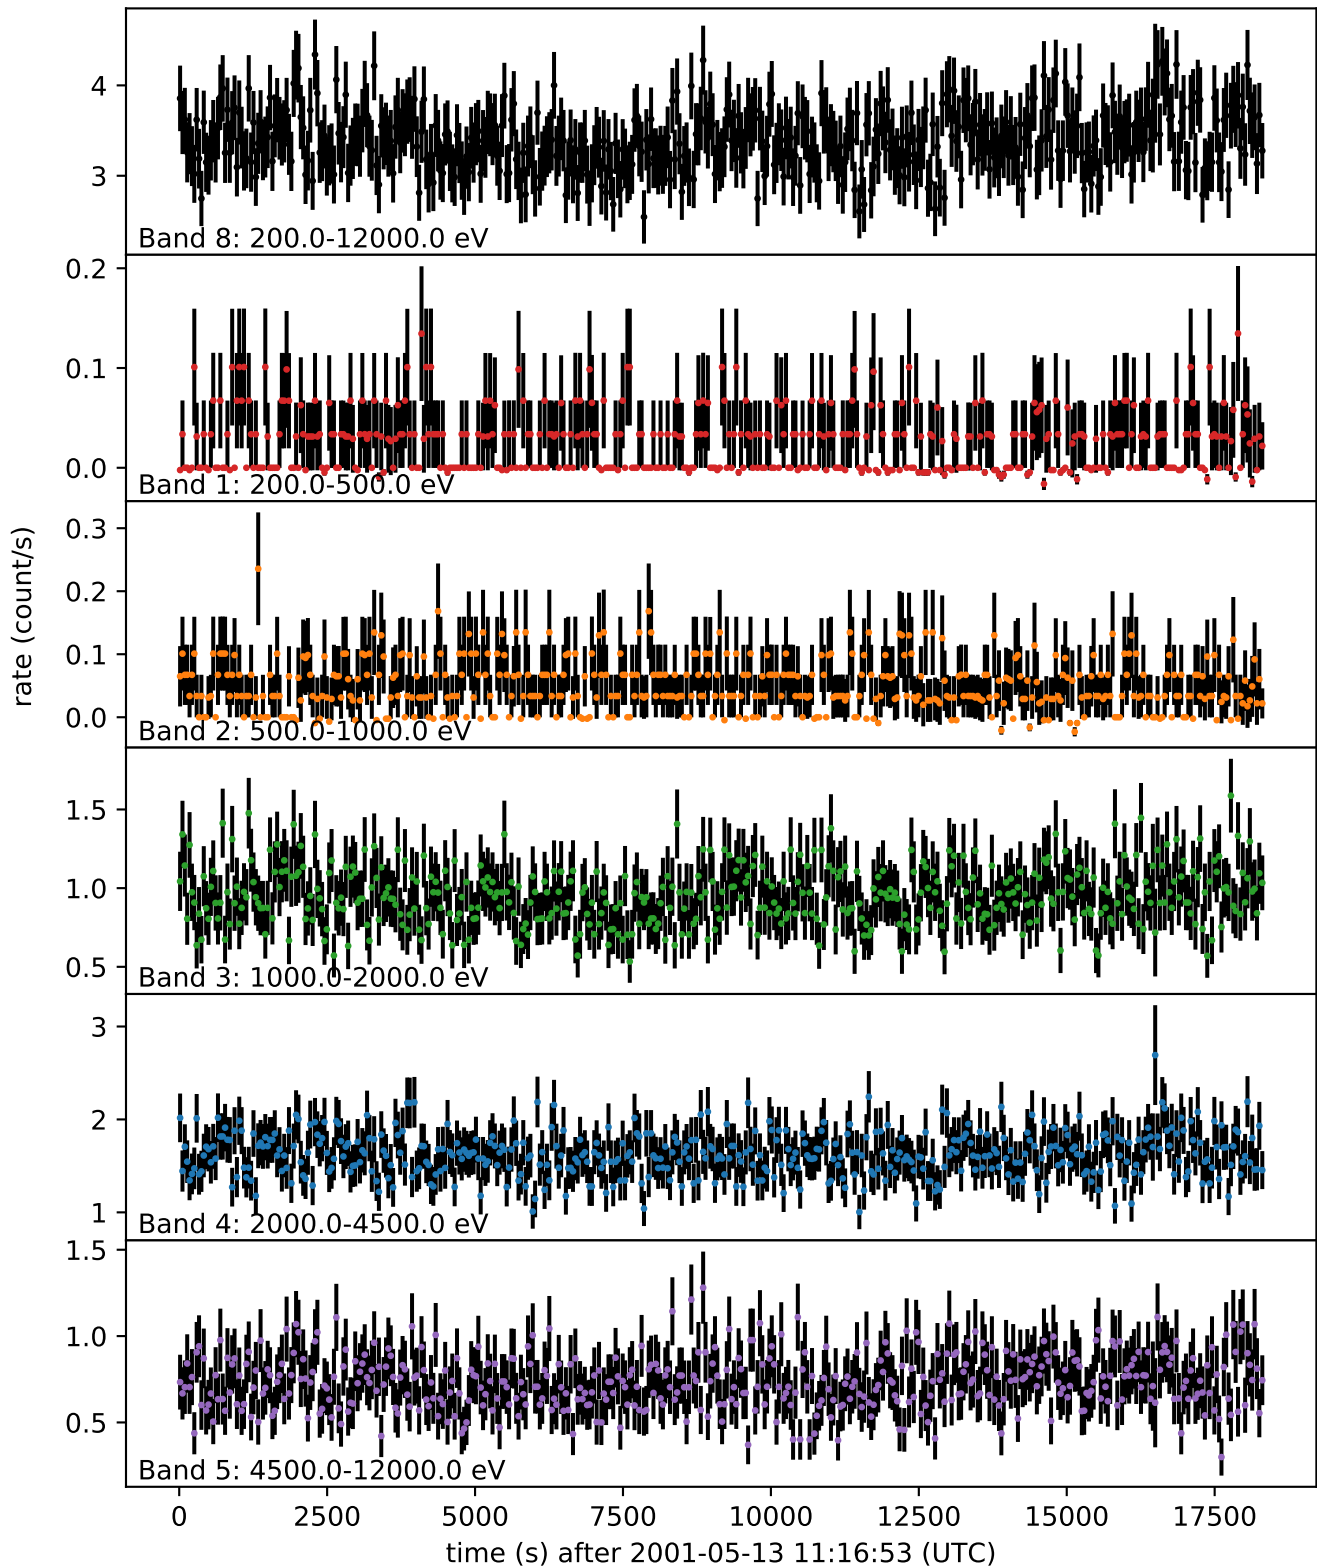 4
3
Band 8: 200.0-12000.0 eV
0.2
0.1
0.0
Band 1: 200.0-500.0 eV
0.3
0.2
0.1
0.0
Band 2: 500.0-1000.0 eV
rate (count/s)
1.5
1.0
0.5
Band 3: 1000.0-2000.0 eV
3
2
1
Band 4: 2000.0-4500.0 eV
1.5
1.0
0.5
Band 5: 4500.0-12000.0 eV
0 2500 5000 7500 10000 12500 15000 17500
time (s) after 2001-05-13 11:16:53 (UTC)